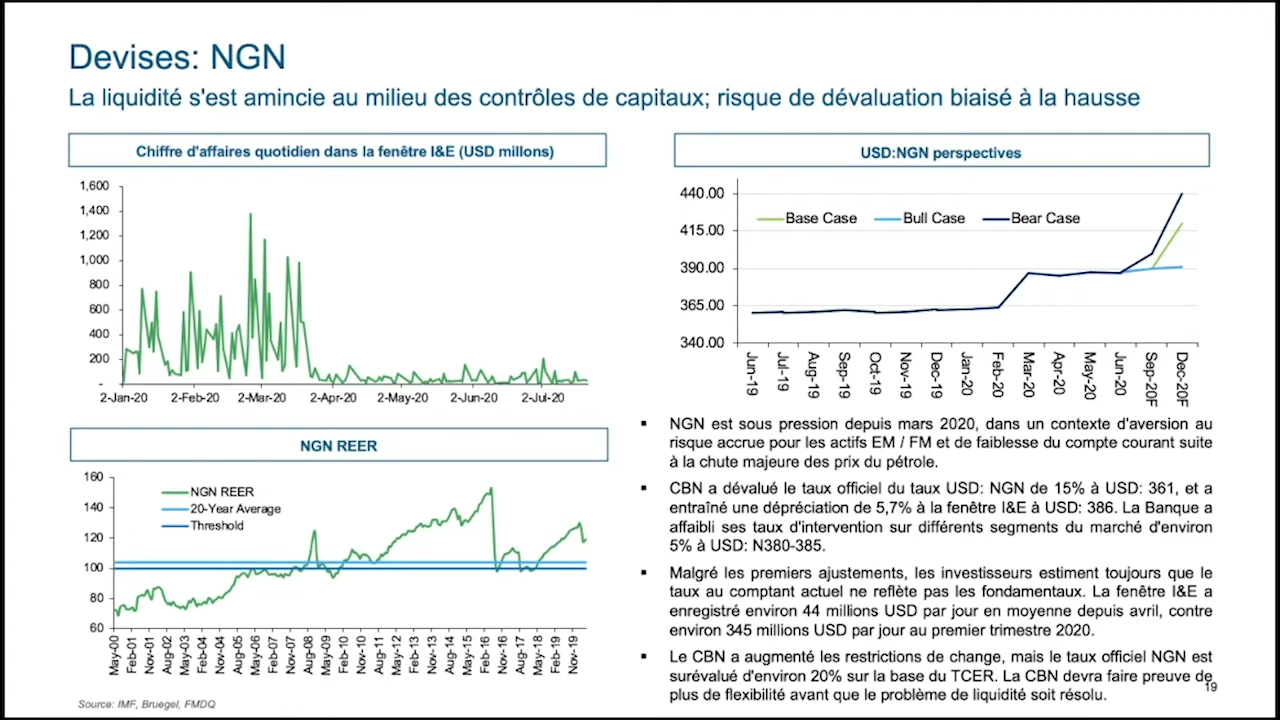 Devises: NGN
La liquidité s'est amincie au milieu des contrôles de capitaux; risque de dévaluation biaisé à la hausse
Chiffre d'affaires quotidien dans la fenêtre I&E (USD millons)
1,600
1,400
1,200
1,000
800
600
400
200
-
2-Jan-20 2-Feb-20 2-Mar-20 2-Apr-20 2-May-20 2-Jun-20 2-Jul-20
NGN REER
160
140
120
100
80
60
NGN REER
20-Year Average
Threshold
May-00 Feb-01 Nov-01 Aug-02 May-03 Feb-04 Nov-04 Aug-05 May-06 Feb-07 Nov-07 Aug-08 May-09 Feb-10 Nov-10 Aug-11 May-12 Feb-13 Nov-13 Aug-14 May-15 Feb-16 Nov-16 Aug-17 May-18 Feb-19 Nov-19
Source: IMF, Bruegel, FMDQ
USD:NGN perspectives
440.00
415.00
390.00
365.00
340.00
Base Case Bull Case Bear Case
Jun-19 Jul-19 Aug-19 Sep-19 Oct-19 Nov-19 Dec-19 Jan-20 Feb-20 Mar-20 Apr-20 May-20 Jun-20 Sep-20F Dec-20F
▪ NGN est sous pression depuis mars 2020, dans un contexte d'aversion au
risque accrue pour les actifs EM / FM et de faiblesse du compte courant suite
à la chute majeure des prix du pétrole.
▪ CBN a dévalué le taux officiel du taux USD: NGN de 15% à USD: 361, et a
entraîné une dépréciation de 5,7% à la fenêtre I&E à USD: 386. La Banque a
affaibli ses taux d'intervention sur différents segments du marché d'environ
5% à USD: N380-385.
▪ Malgré les premiers ajustements, les investisseurs estiment toujours que le
taux au comptant actuel ne reflète pas les fondamentaux. La fenêtre I&E a
enregistré environ 44 millions USD par jour en moyenne depuis avril, contre
environ 345 millions USD par jour au premier trimestre 2020.
▪ Le CBN a augmenté les restrictions de change, mais le taux officiel NGN est
surévalué d'environ 20% sur la base du TCER. La CBN devra faire preuve de
plus de flexibilité avant que le problème de liquidité soit résolu.
19